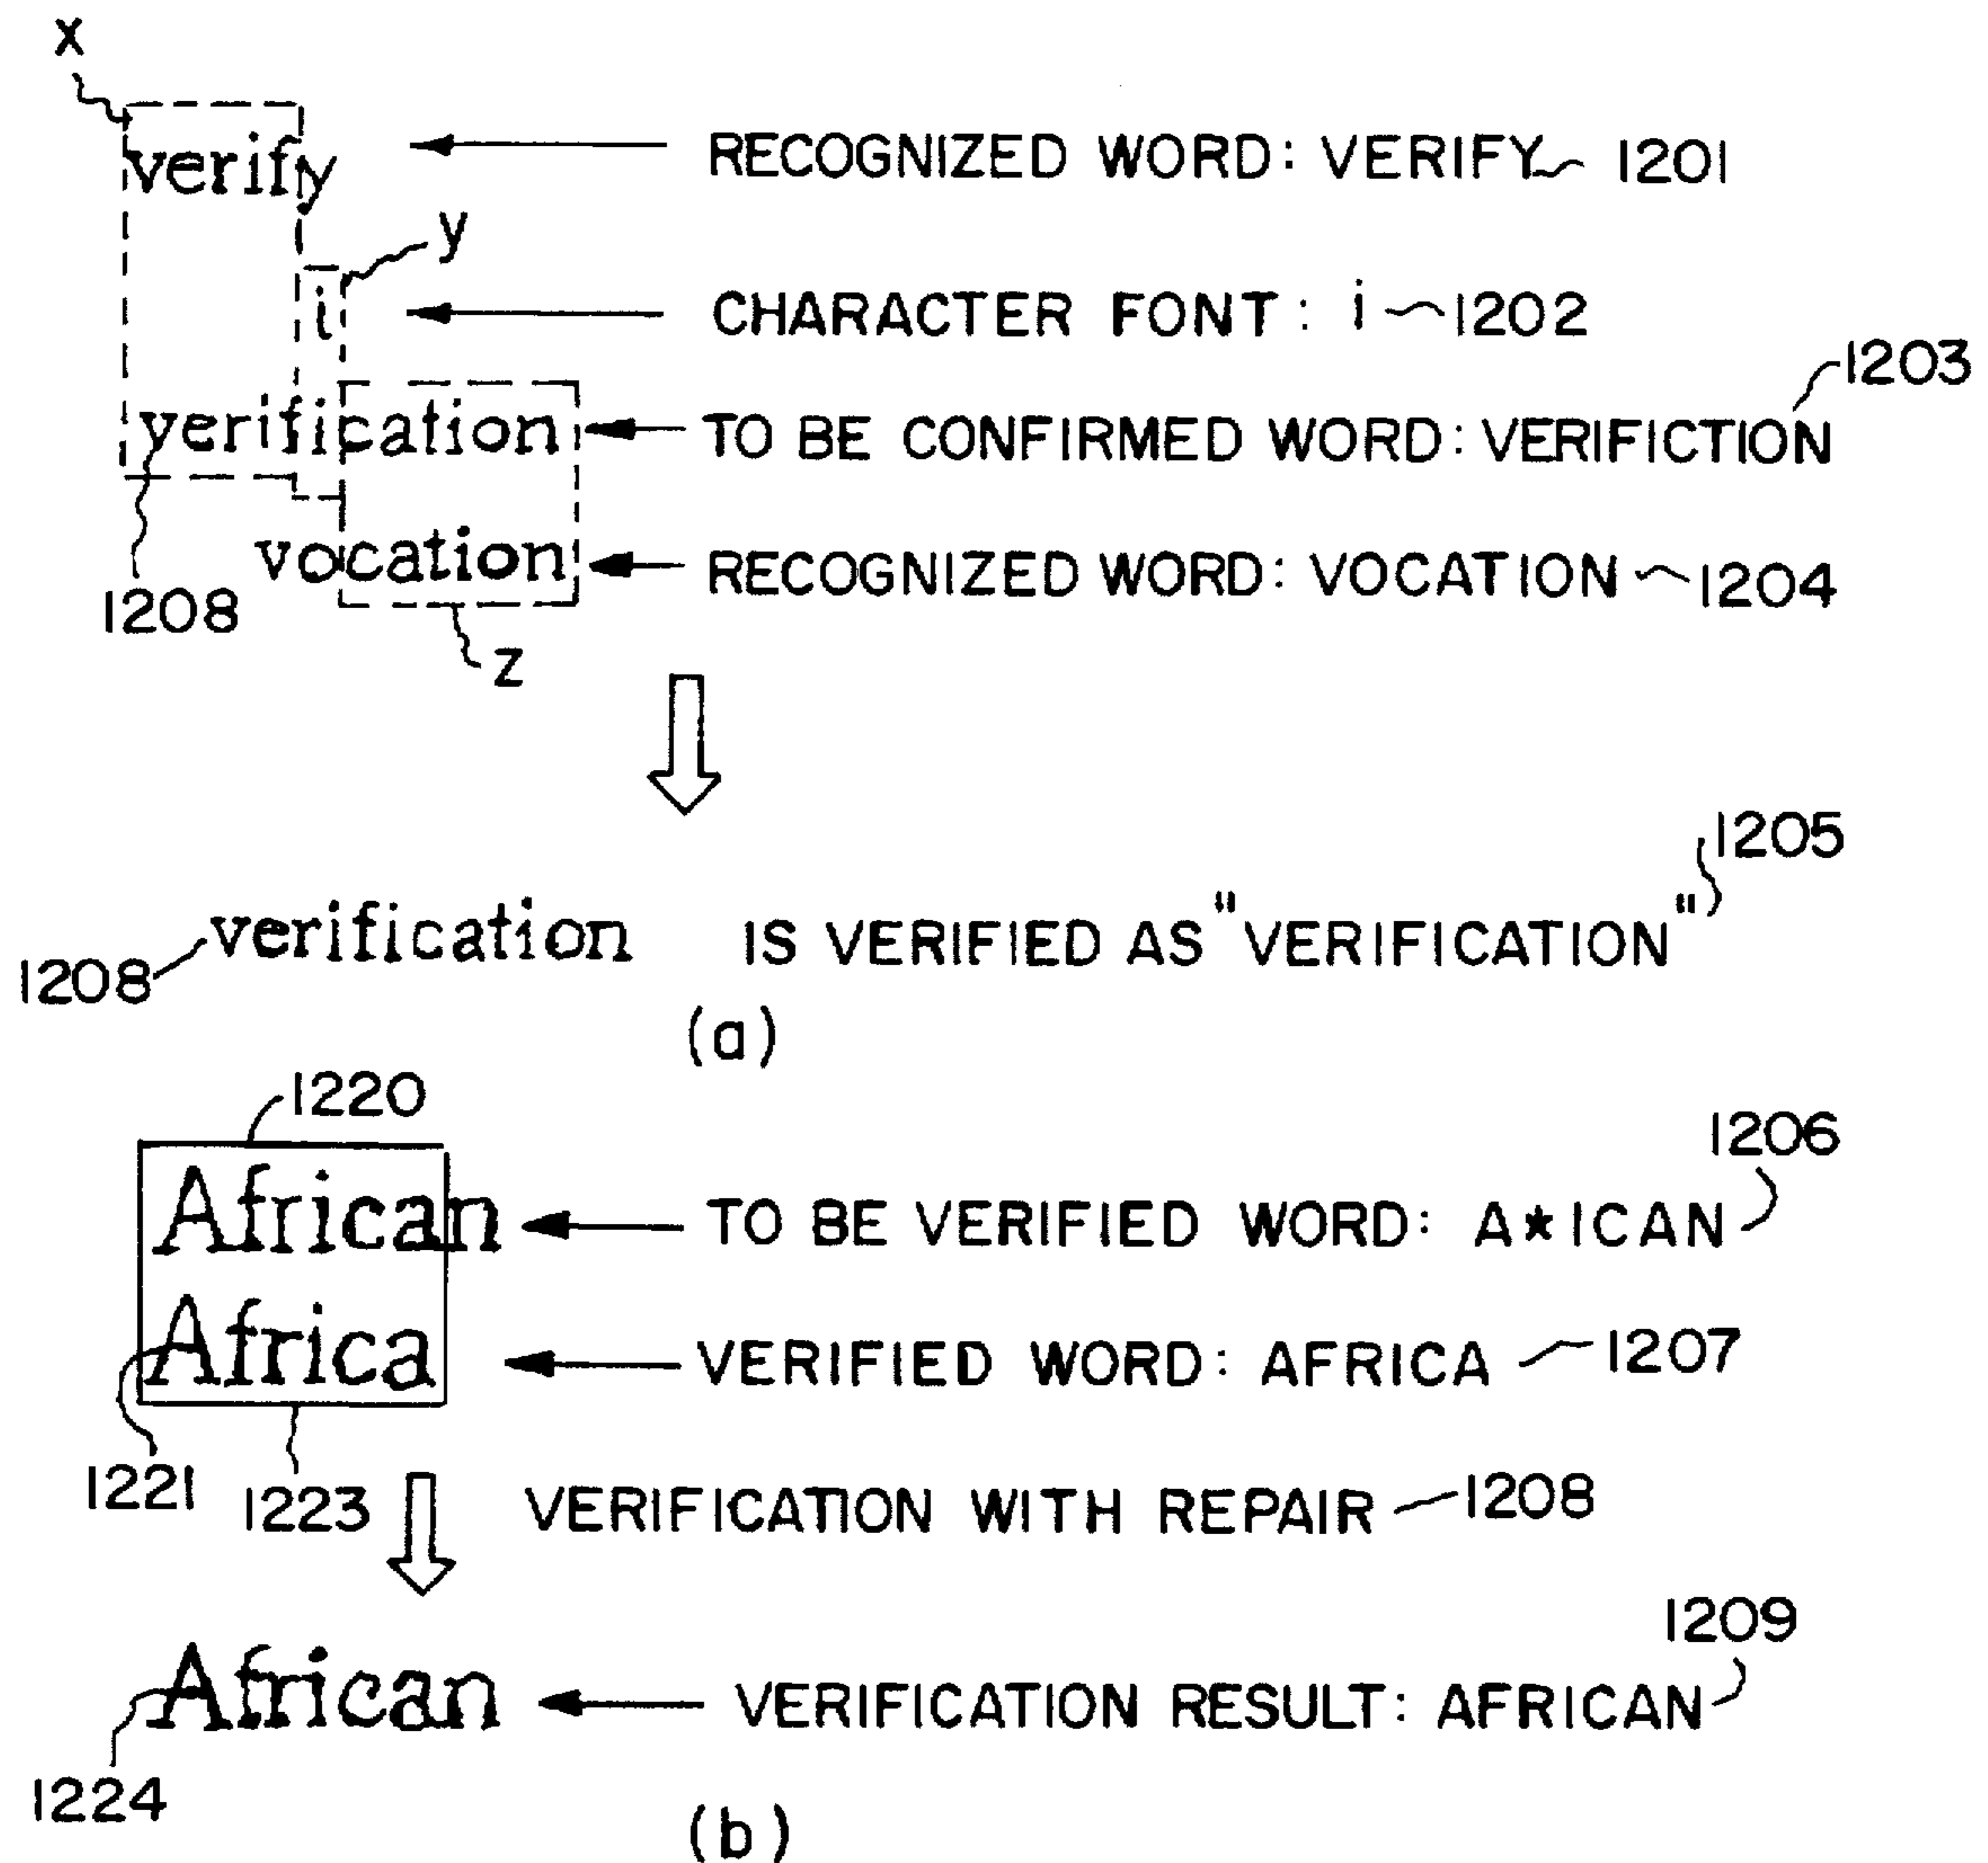 x
verify RECOGNIZED WORD: VERIFY 1201
y
i CHARACTER FONT: i 1202
1203
verification TO BE CONFIRMED WORD: VERIFICTION
vocation RECOGNIZED WORD: VOCATION 1204
1208
z
1205
verification IS VERIFIED AS "VERIFICATION"
1208
(a)
1220
1206
African TO BE VERIFIED WORD: A★ICAN
Africa VERIFIED WORD: AFRICA 1207
1221 1223 VERIFICATION WITH REPAIR 1208
1209
African VERIFICATION RESULT: AFRICAN
1224
(b)